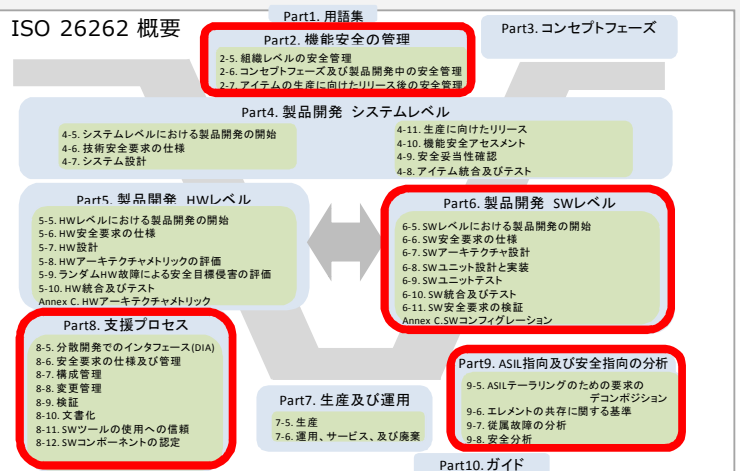 ISO 26262 概要
Part1. 用語集
Part2. 機能安全の管理
2-5. 組織レベルの安全管理
2-6. コンセプトフェーズ及び製品開発中の安全管理
2-7. アイテムの生産に向けたリリース後の安全管理
Part3. コンセプトフェーズ
Part4. 製品開発 システムレベル
4-5. システムレベルにおける製品開発の開始
4-6. 技術安全要求の仕様
4-7. システム設計
4-11. 生産に向けたリリース
4-10. 機能安全アセスメント
4-9. 安全妥当性確認
4-8. アイテム統合及びテスト
Part5. 製品開発 HWレベル
5-5. HWレベルにおける製品開発の開始
5-6. HW安全要求の仕様
5-7. HW設計
5-8. HWアーキテクチャメトリックの評価
5-9. ランダムHW故障による安全目標侵害の評価
5-10. HW統合及びテスト
Annex C. HWアーキテクチャメトリック
Part6. 製品開発 SWレベル
6-5. SWレベルにおける製品開発の開始
6-6. SW安全要求の仕様
6-7. SWアーキテクチャ設計
6-8. SWユニット設計と実装
6-9. SWユニットテスト
6-10. SW統合及びテスト
6-11. SW安全要求の検証
Annex C.SWコンフィグレーション
Part8. 支援プロセス
8-5. 分散開発でのインタフェース(DIA)
8-6. 安全要求の仕様及び管理
8-7. 構成管理
8-8. 変更管理
8-9. 検証
8-10. 文書化
8-11. SWツールの使用への信頼
8-12. SWコンポーネントの認定
Part7. 生産及び運用
7-5. 生産
7-6. 運用、サービス、及び廃棄
Part9. ASIL指向及び安全指向の分析
9-5. ASILテーラリングのための要求の
デコンポジション
9-6. エレメントの共存に関する基準
9-7. 従属故障の分析
9-8. 安全分析
Part10. ガイド